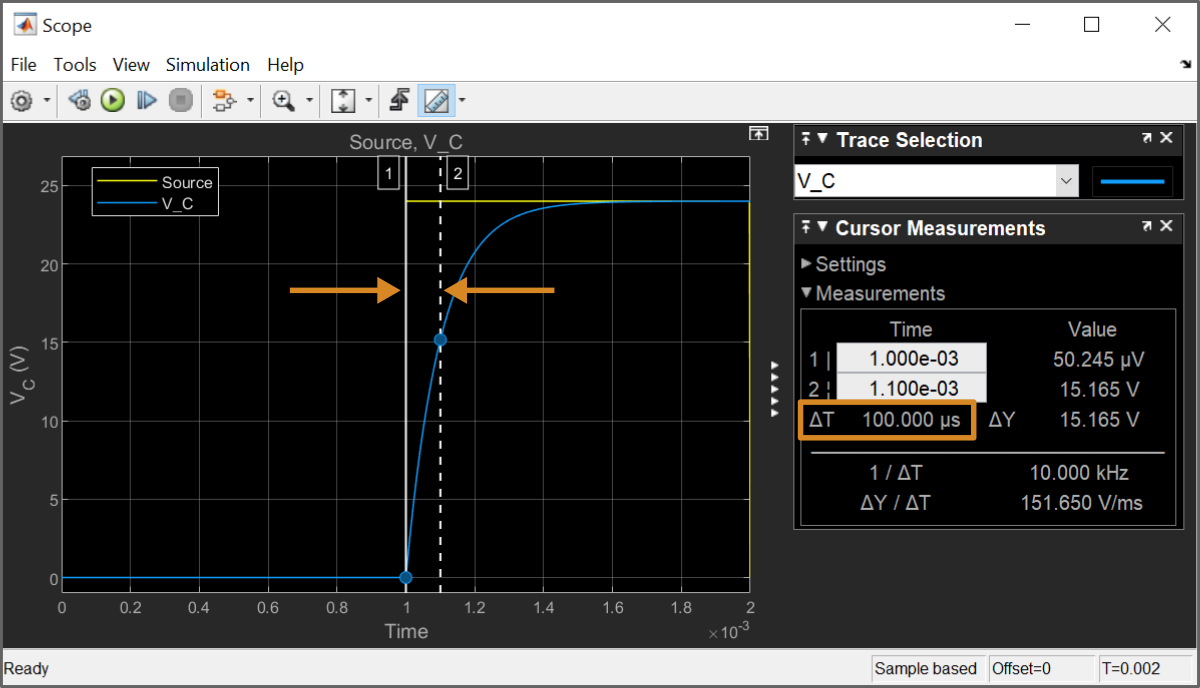 Scope
File Tools View Simulation Help
Source, V_C
1
2
Source
V_C
25
20
15
10
5
0
V_C (V)
0 0.2 0.4 0.6 0.8 1 1.2 1.4 1.6 1.8 2
Time
×10^-3
Trace Selection
V_C
Cursor Measurements
Settings
Measurements
Time Value
1 | 1.000e-03 50.245 µV
2 ¦ 1.100e-03 15.165 V
ΔT 100.000 µs ΔY 15.165 V
1 / ΔT 10.000 kHz
ΔY / ΔT 151.650 V/ms
Ready
Sample based Offset=0 T=0.002